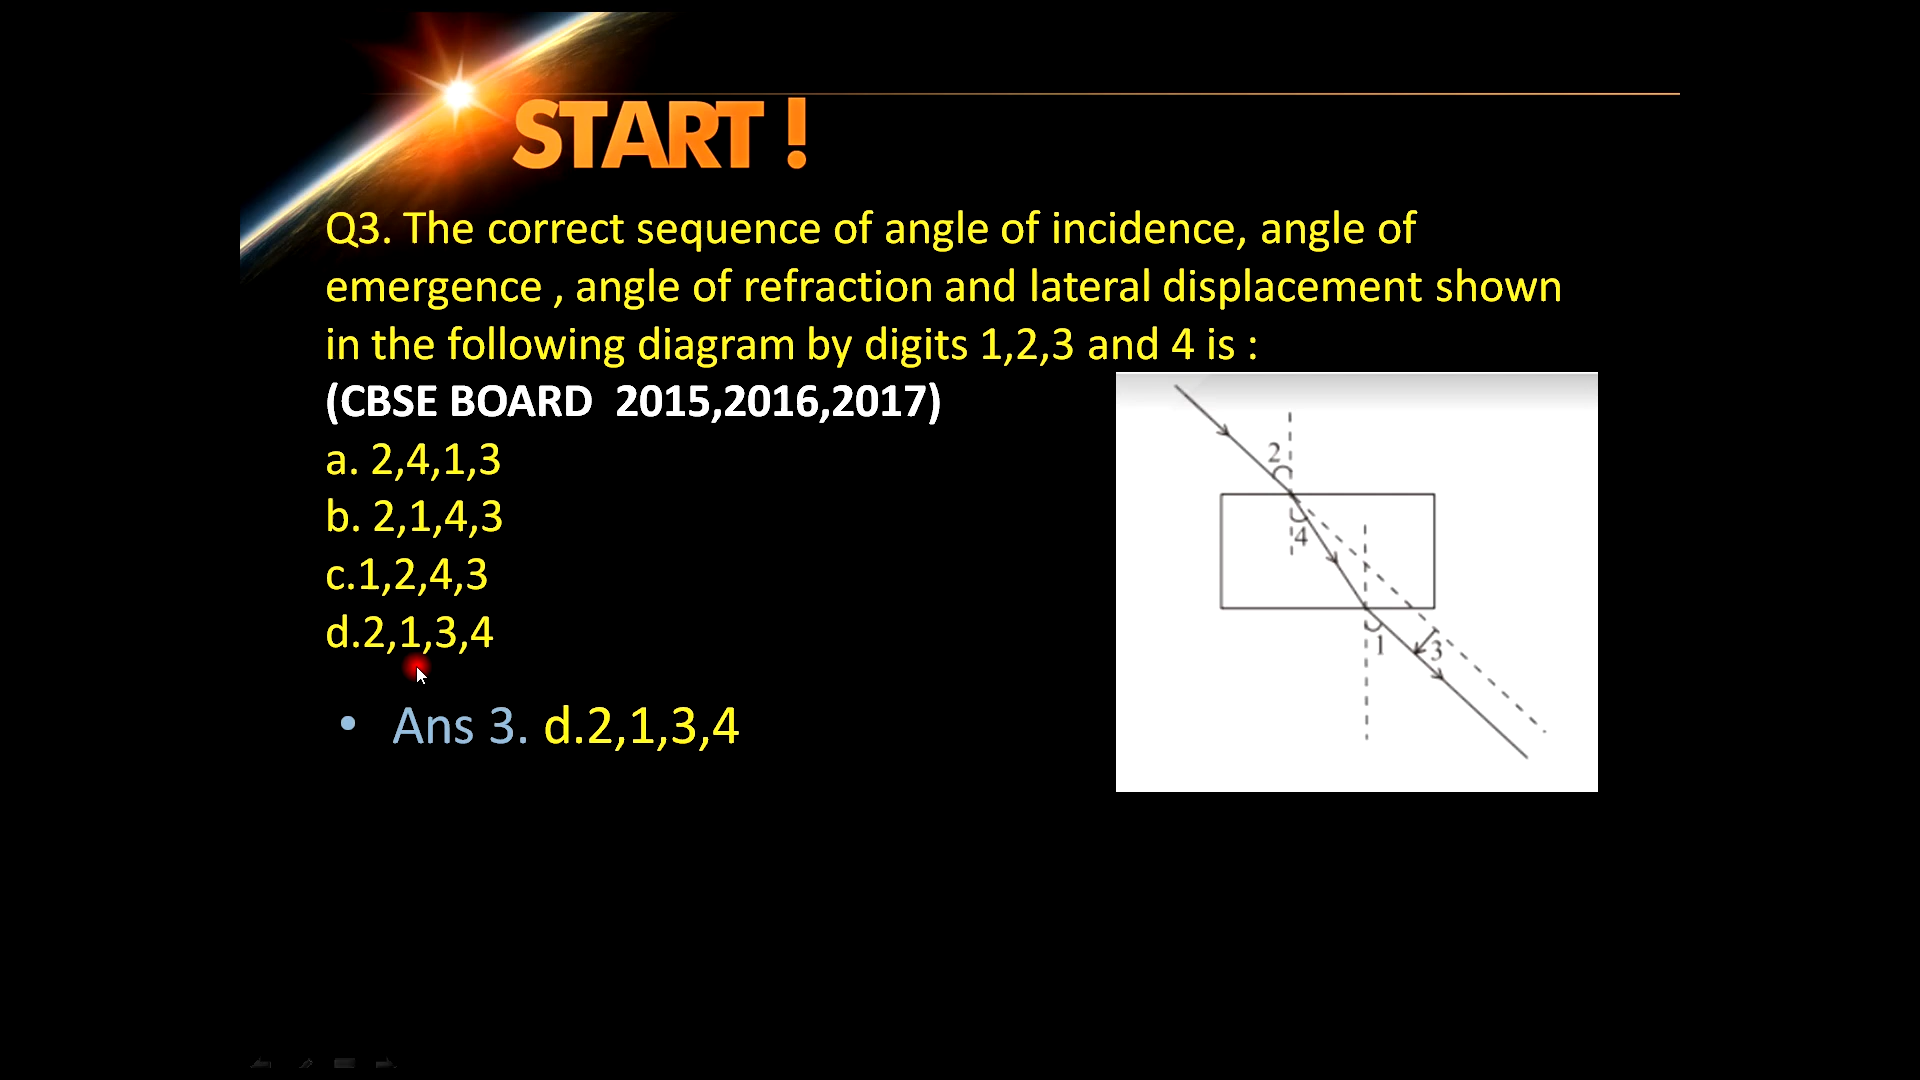 START !
Q3. The correct sequence of angle of incidence, angle of
emergence , angle of refraction and lateral displacement shown
in the following diagram by digits 1,2,3 and 4 is :
(CBSE BOARD  2015,2016,2017)
a. 2,4,1,3
b. 2,1,4,3
c.1,2,4,3
d.2,1,3,4
• Ans 3. d.2,1,3,4
2
4
1
3